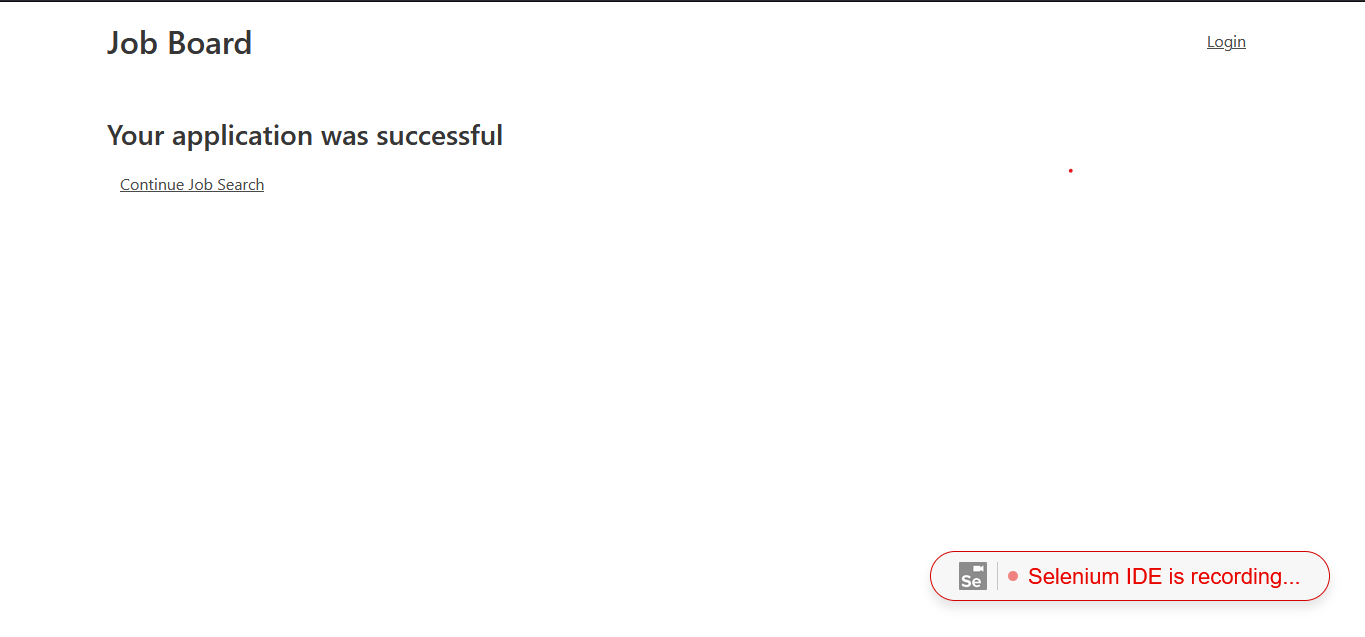 Job Board
Login
Your application was successful
Continue Job Search
Se
Selenium IDE is recording...